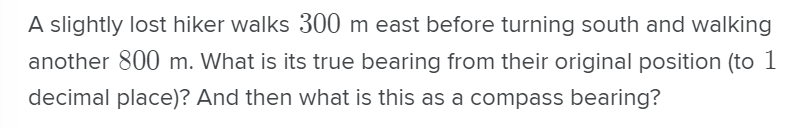 A slightly lost hiker walks 300 m east before turning south and walking
another 800 m. What is its true bearing from their original position (to 1
decimal place)? And then what is this as a compass bearing?